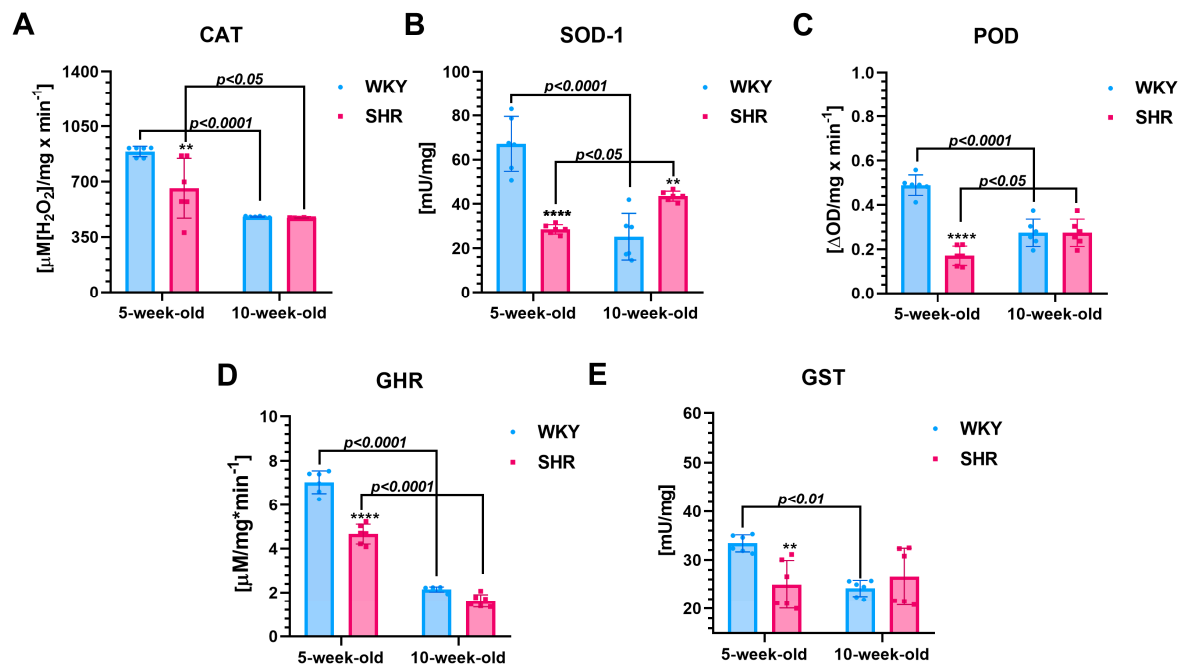 A
CAT
1400
1050
700
350
0
[µM[H₂O₂]/mg x min⁻¹]
p<0.05
p<0.0001
**
WKY
SHR
5-week-old
10-week-old
B
SOD-1
100
80
60
40
20
0
[mU/mg]
p<0.0001
p<0.05
****
**
WKY
SHR
5-week-old
10-week-old
C
POD
1.0
0.8
0.6
0.4
0.2
0.0
[ΔOD/mg x min⁻¹]
p<0.0001
p<0.05
****
WKY
SHR
5-week-old
10-week-old
D
GHR
10
8
6
4
2
0
[µM/mg*min⁻¹]
p<0.0001
p<0.0001
****
WKY
SHR
5-week-old
10-week-old
E
GST
60
50
40
30
20
[mU/mg]
p<0.01
**
WKY
SHR
5-week-old
10-week-old